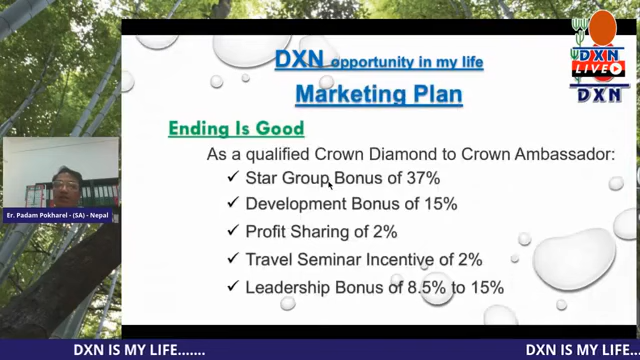 DXN opportunity in my life
Marketing Plan
Ending Is Good
As a qualified Crown Diamond to Crown Ambassador:
✓ Star Group Bonus of 37%
✓ Development Bonus of 15%
✓ Profit Sharing of 2%
✓ Travel Seminar Incentive of 2%
✓ Leadership Bonus of 8.5% to 15%
DXN
LIVE
DXN
Er. Padam Pokharel - (SA) - Nepal
DXN IS MY LIFE.......
DXN IS MY LIFE.....